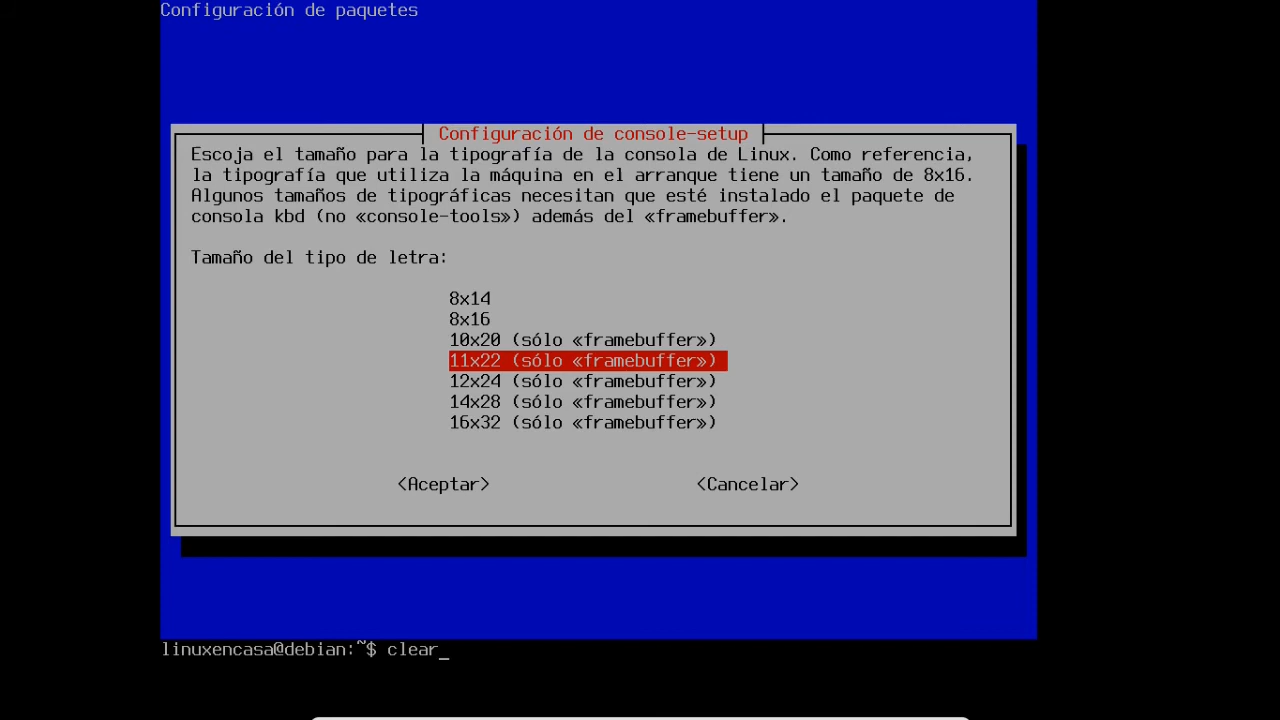 Configuración de paquetes
Configuración de console-setup
Escoja el tamaño para la tipografía de la consola de Linux. Como referencia,
la tipografía que utiliza la máquina en el arranque tiene un tamaño de 8x16.
Algunos tamaños de tipográficas necesitan que esté instalado el paquete de
consola kbd (no «console-tools») además del «framebuffer».
Tamaño del tipo de letra:
8x14
8x16
10x20 (sólo «framebuffer»)
11x22 (sólo «framebuffer»)
12x24 (sólo «framebuffer»)
14x28 (sólo «framebuffer»)
16x32 (sólo «framebuffer»)
<Aceptar> <Cancelar>
linuxencasa@debian:~$ clear_